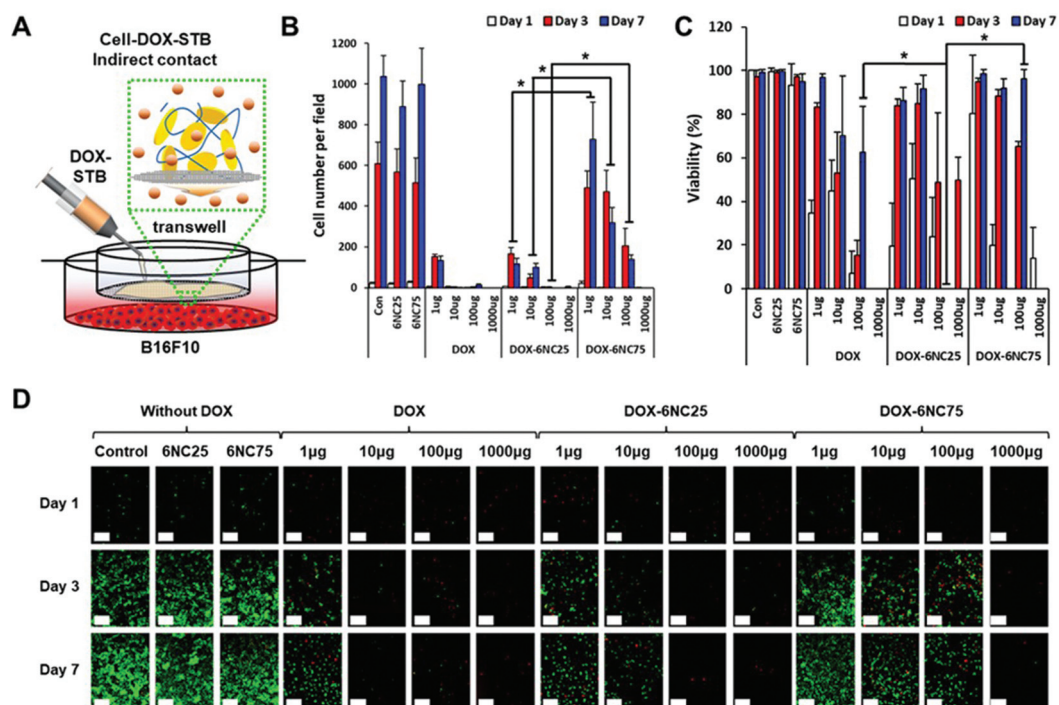 A
Cell-DOX-STB
Indirect contact
DOX-
STB
transwell
B16F10
B
Day 1 Day 3 Day 7
Cell number per field
1200
1000
800
600
400
200
0
* * *
Con 6NC25 6NC75 1ug 10ug 100ug 1000ug 1ug 10ug 100ug 1000ug 1ug 10ug 100ug 1000ug
DOX DOX-6NC25 DOX-6NC75
C
Day 1 Day 3 Day 7
Viability (%)
120
100
80
60
40
20
0
* *
Con 6NC25 6NC75 1ug 10ug 100ug 1000ug 1ug 10ug 100ug 1000ug 1ug 10ug 100ug 1000ug
DOX DOX-6NC25 DOX-6NC75
D
Without DOX DOX DOX-6NC25 DOX-6NC75
Control 6NC25 6NC75 1µg 10µg 100µg 1000µg 1µg 10µg 100µg 1000µg 1µg 10µg 100µg 1000µg
Day 1
Day 3
Day 7